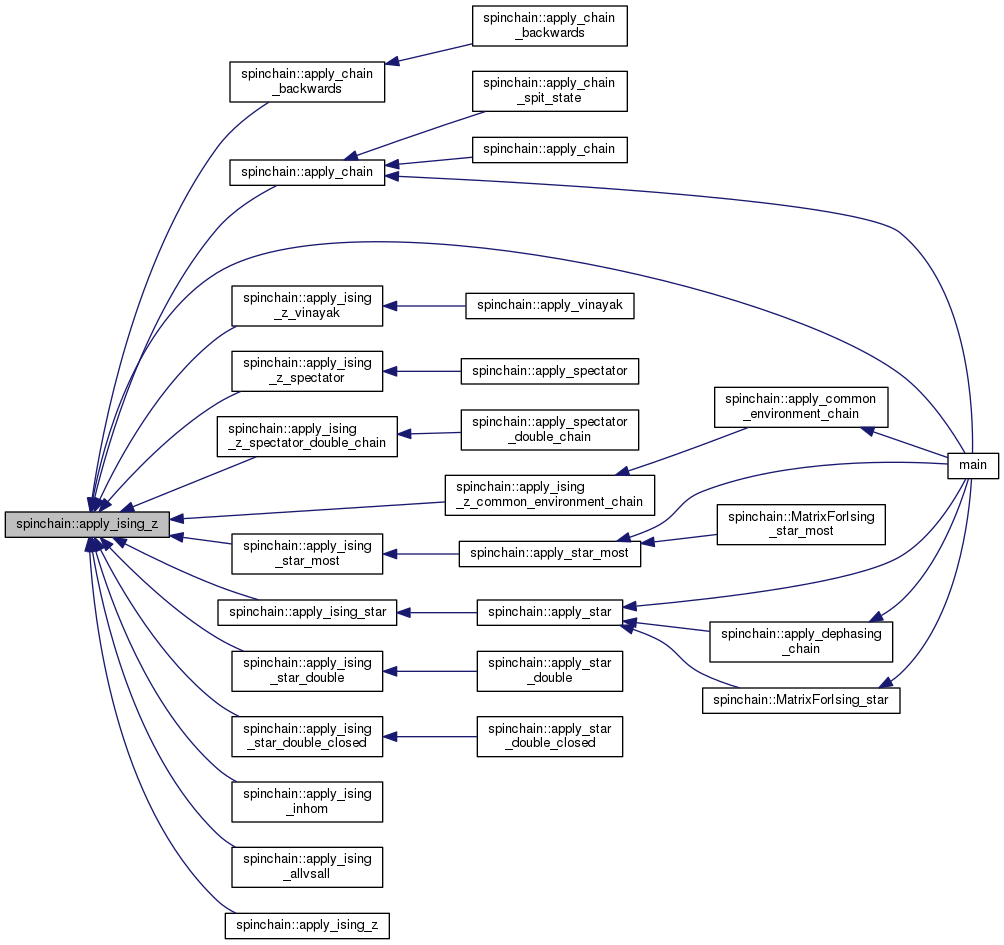 spinchain::apply_chain
_backwards
spinchain::apply_chain
_backwards
spinchain::apply_chain
_spit_state
spinchain::apply_chain
spinchain::apply_chain
spinchain::apply_ising
_z_vinayak
spinchain::apply_vinayak
spinchain::apply_ising
_z_spectator
spinchain::apply_spectator
spinchain::apply_ising
_z_spectator_double_chain
spinchain::apply_spectator
_double_chain
spinchain::apply_common
_environment_chain
main
spinchain::apply_ising
_z_common_environment_chain
spinchain::apply_ising_z
spinchain::apply_ising
_star_most
spinchain::apply_star_most
spinchain::MatrixForIsing
_star_most
spinchain::apply_ising_star
spinchain::apply_star
spinchain::apply_dephasing
_chain
spinchain::apply_ising
_star_double
spinchain::apply_star
_double
spinchain::MatrixForIsing_star
spinchain::apply_ising
_star_double_closed
spinchain::apply_star
_double_closed
spinchain::apply_ising
_inhom
spinchain::apply_ising
_allvsall
spinchain::apply_ising_z